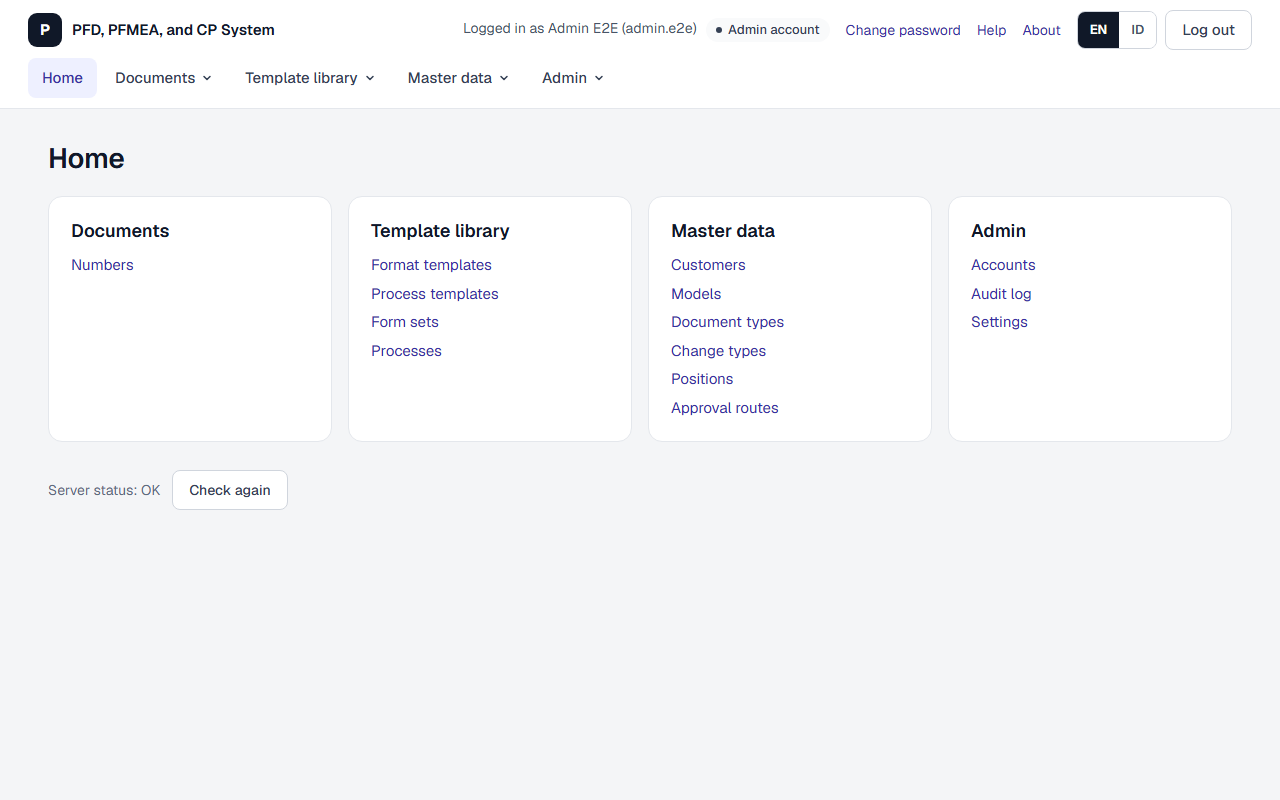 P PFD, PFMEA, and CP System Logged in as Admin E2E (admin.e2e) Admin account Change password Help About EN ID Log out
Home Documents Template library Master data Admin
Home
Documents
Numbers
Template library
Format templates
Process templates
Form sets
Processes
Master data
Customers
Models
Document types
Change types
Positions
Approval routes
Admin
Accounts
Audit log
Settings
Server status: OK Check again